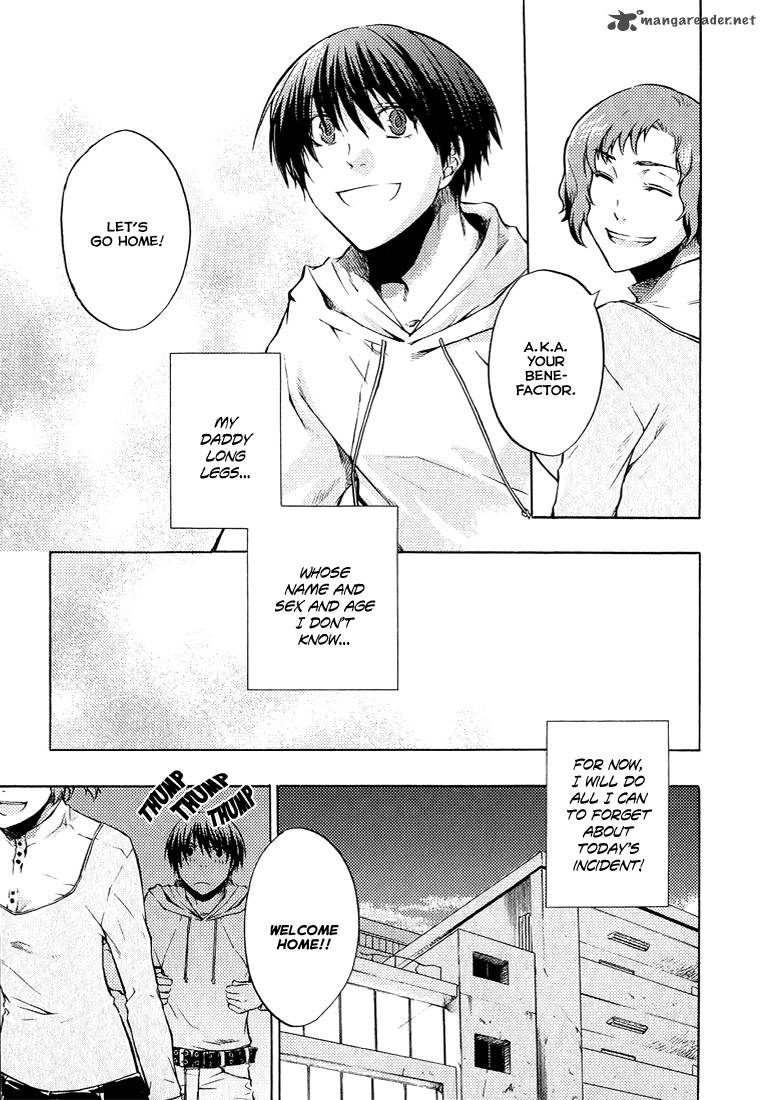 mangareader.net
A.K.A.
YOUR
BENE-
FACTOR.
LET'S
GO HOME!
MY
DADDY
LONG
LEGS...
WHOSE
NAME AND
SEX AND AGE
I DON'T
KNOW...
FOR NOW,
I WILL DO
ALL I CAN
TO FORGET
ABOUT
TODAY'S
INCIDENT!
WELCOME
HOME!!
THUMP
THUMP
THUMP